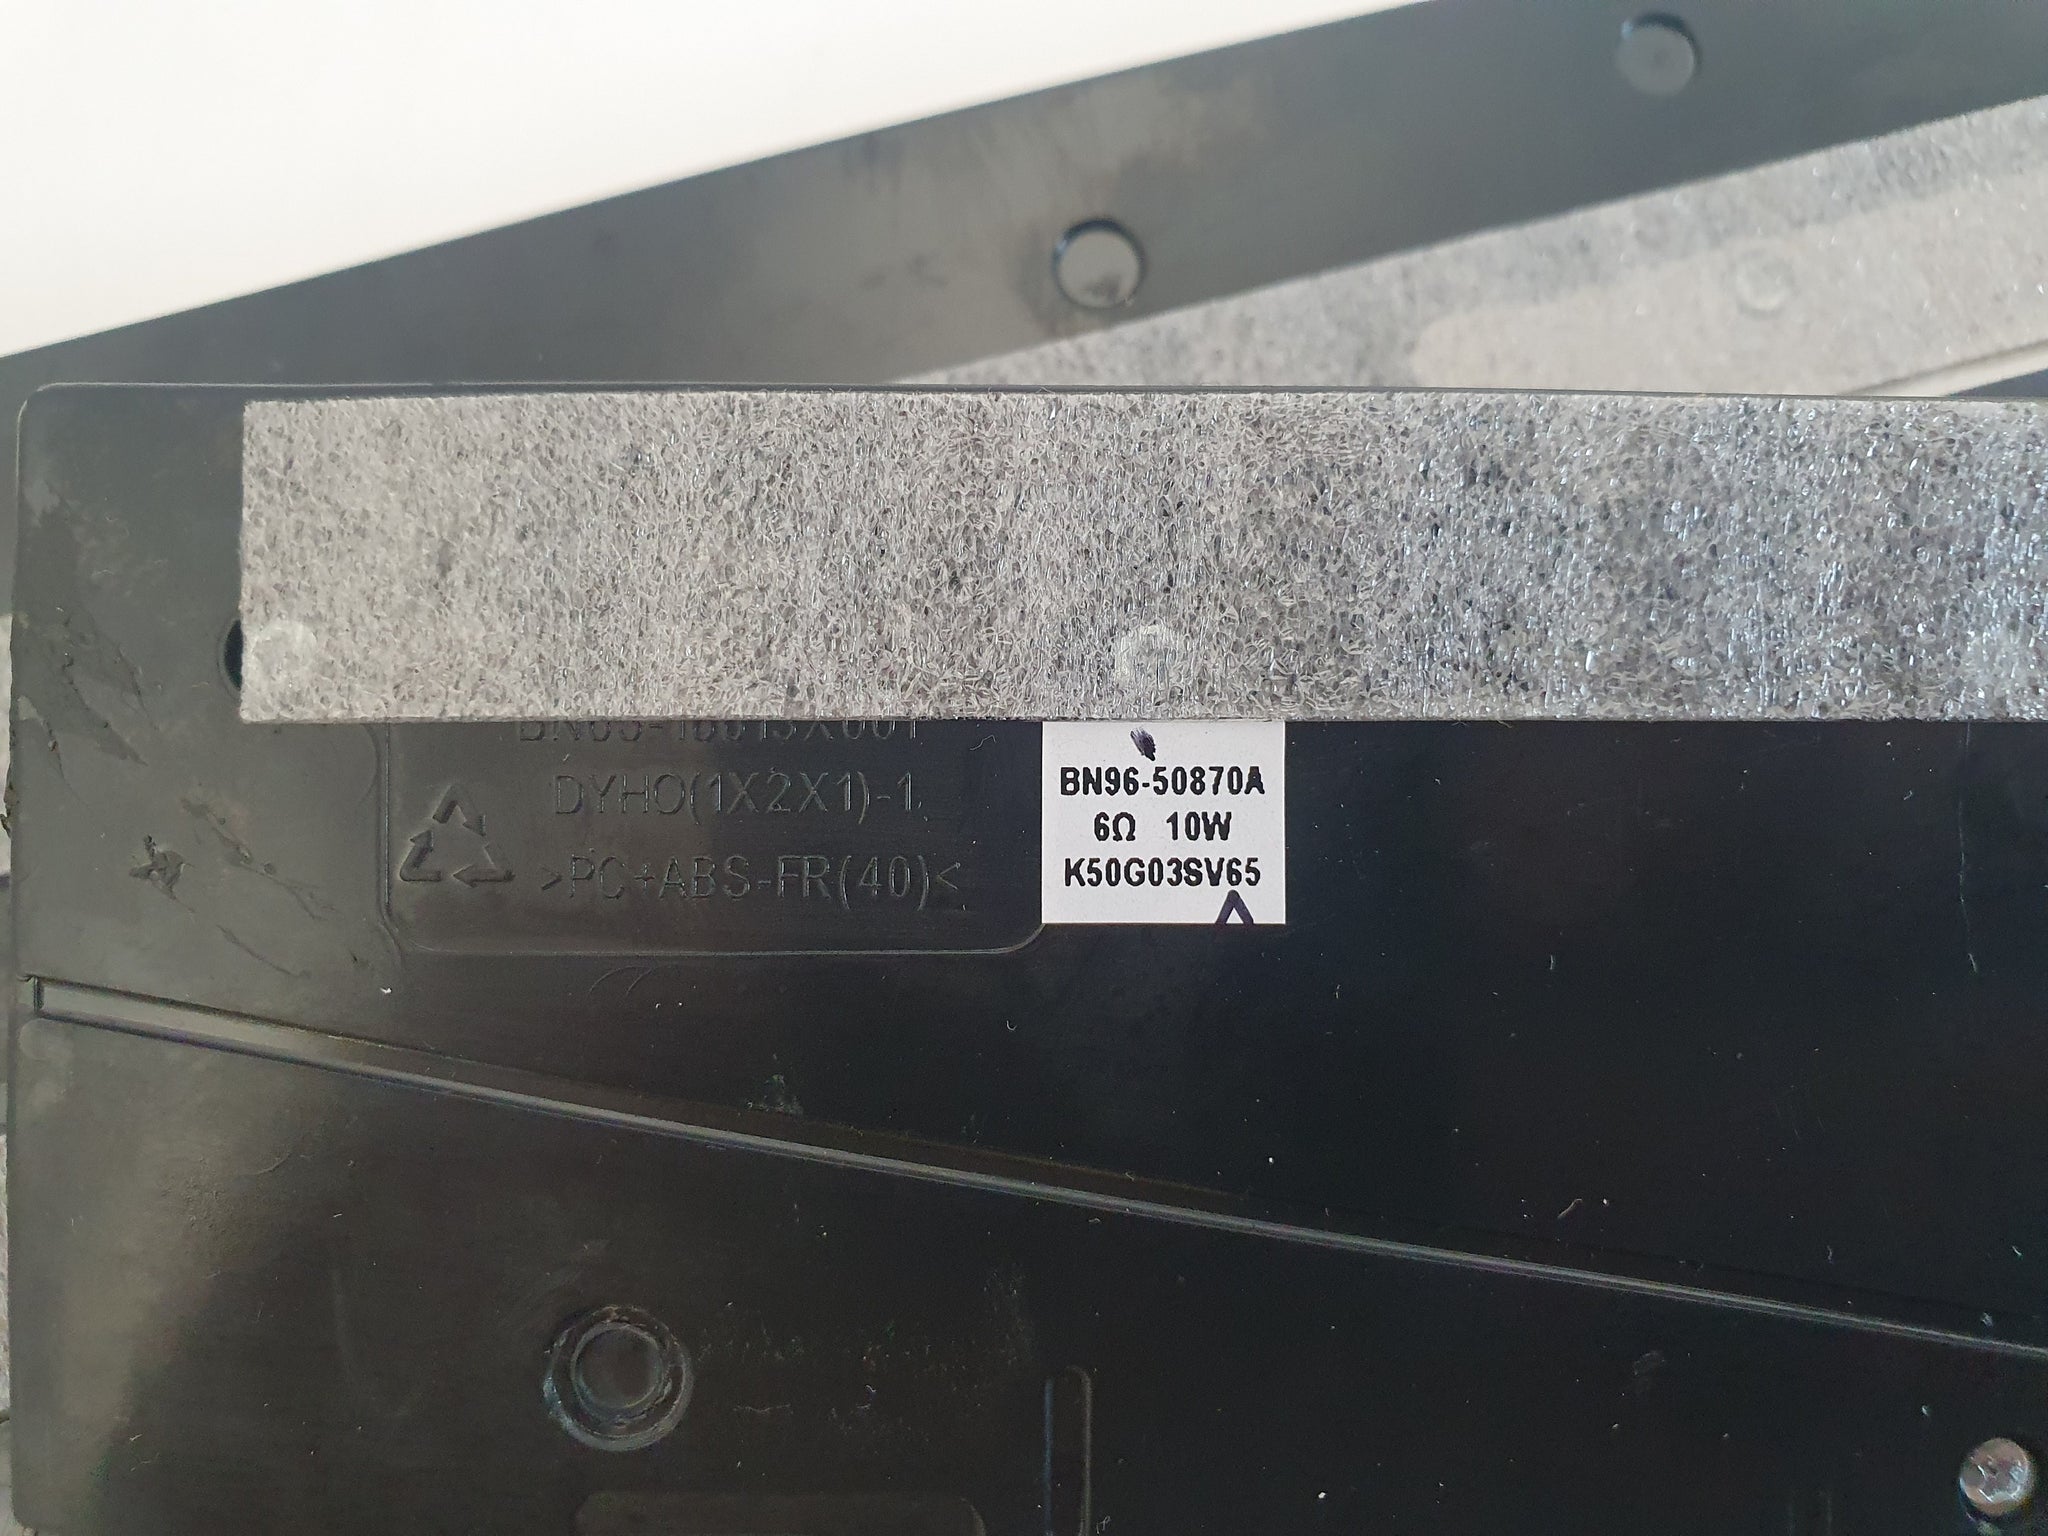 DYHO(1X2X1)-1
>PC+ABS-FR(40)<
BN96-50870A
6Ω 10W
K50G03SV65